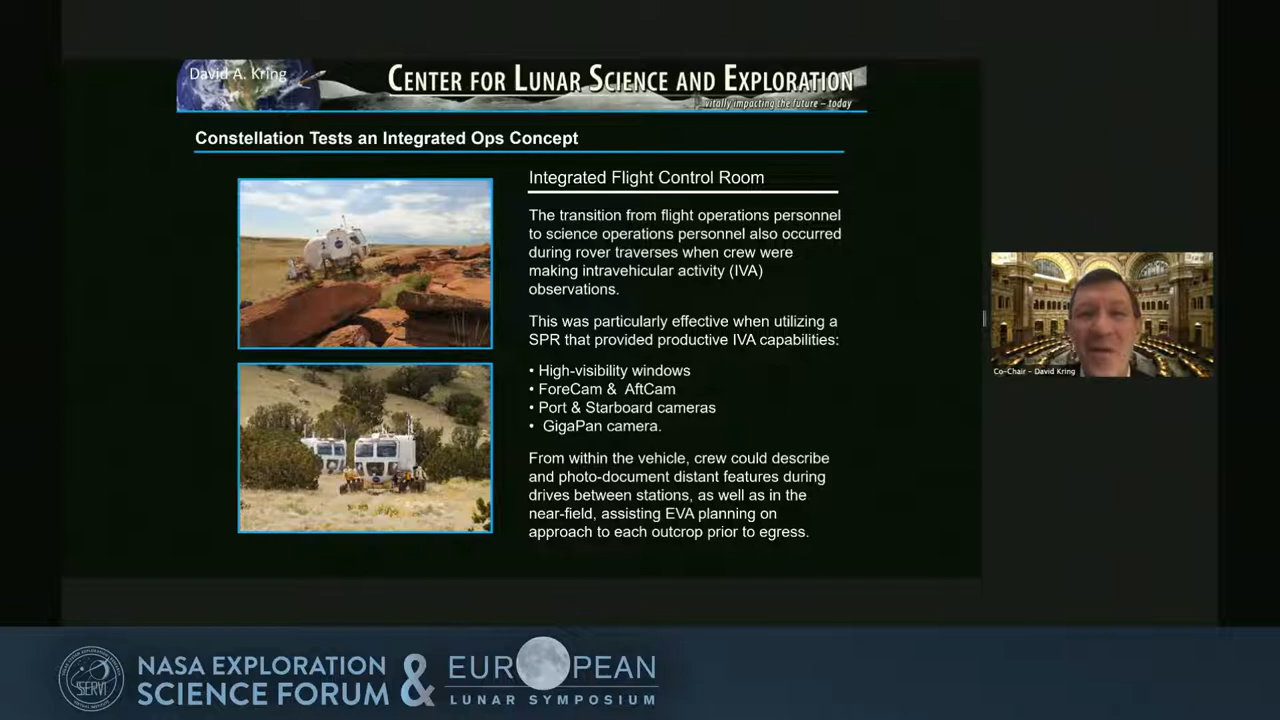 David A. Kring
CENTER FOR LUNAR SCIENCE AND EXPLORATION
vitally impacting the future – today
Constellation Tests an Integrated Ops Concept
Integrated Flight Control Room
The transition from flight operations personnel
to science operations personnel also occurred
during rover traverses when crew were
making intravehicular activity (IVA)
observations.
This was particularly effective when utilizing a
SPR that provided productive IVA capabilities:
• High-visibility windows
• ForeCam & AftCam
• Port & Starboard cameras
• GigaPan camera.
From within the vehicle, crew could describe
and photo-document distant features during
drives between stations, as well as in the
near-field, assisting EVA planning on
approach to each outcrop prior to egress.
Co-Chair – David Kring
SSERVI
NASA EXPLORATION
SCIENCE FORUM
&
EUROPEAN
LUNAR SYMPOSIUM